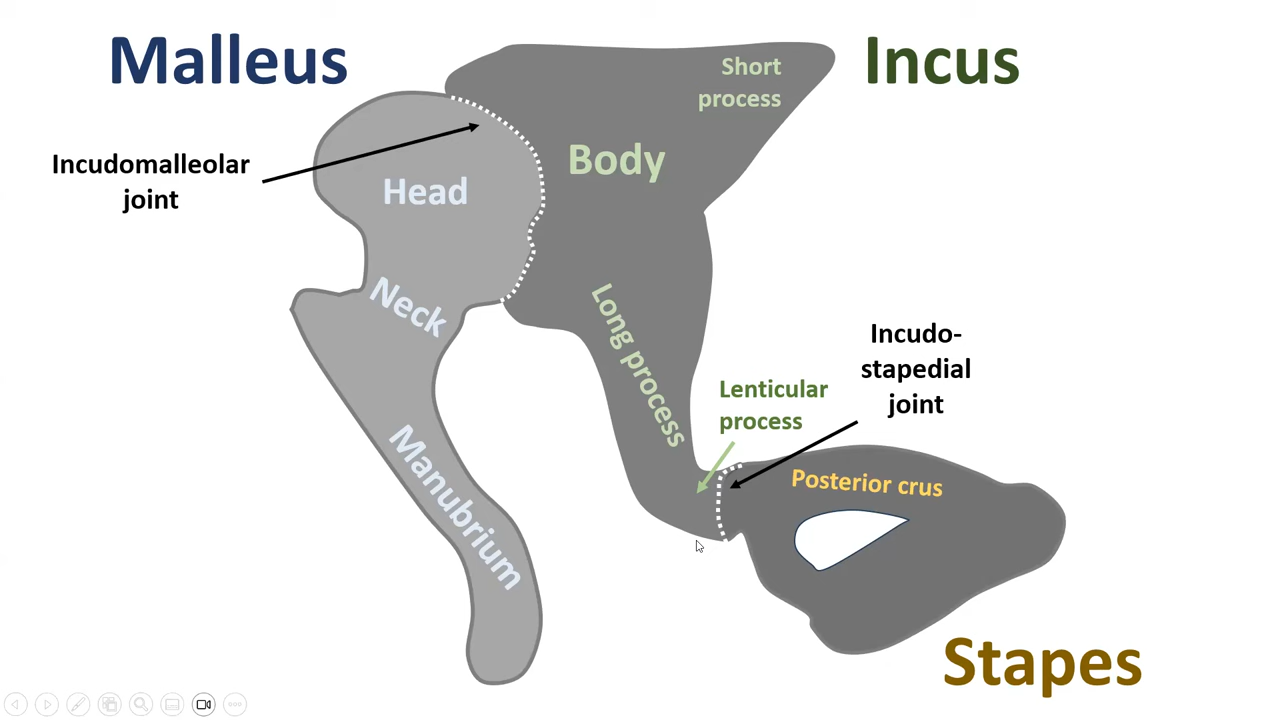 Malleus
Incus
Short
process
Incudomalleolar
joint
Body
Head
Neck
Long process
Incudo-
stapedial
joint
Lenticular
process
Manubrium
Posterior crus
Stapes